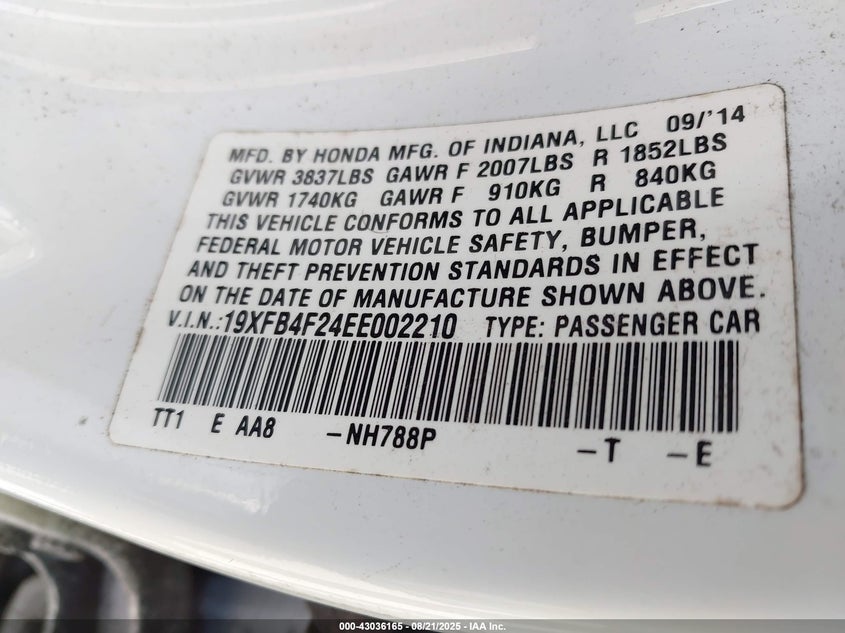 MFD. BY HONDA MFG. OF INDIANA, LLC 09/'14
GVWR 3837LBS GAWR F 2007LBS R 1852LBS
GVWR 1740KG GAWR F 910KG R 840KG
THIS VEHICLE CONFORMS TO ALL APPLICABLE
FEDERAL MOTOR VEHICLE SAFETY, BUMPER,
AND THEFT PREVENTION STANDARDS IN EFFECT
ON THE DATE OF MANUFACTURE SHOWN ABOVE.
V.I.N.:19XFB4F24EE002210 TYPE: PASSENGER CAR
TT1 E AA8 -NH788P -T -E
000-43036165 - 08/21/2025 - IAA Inc.